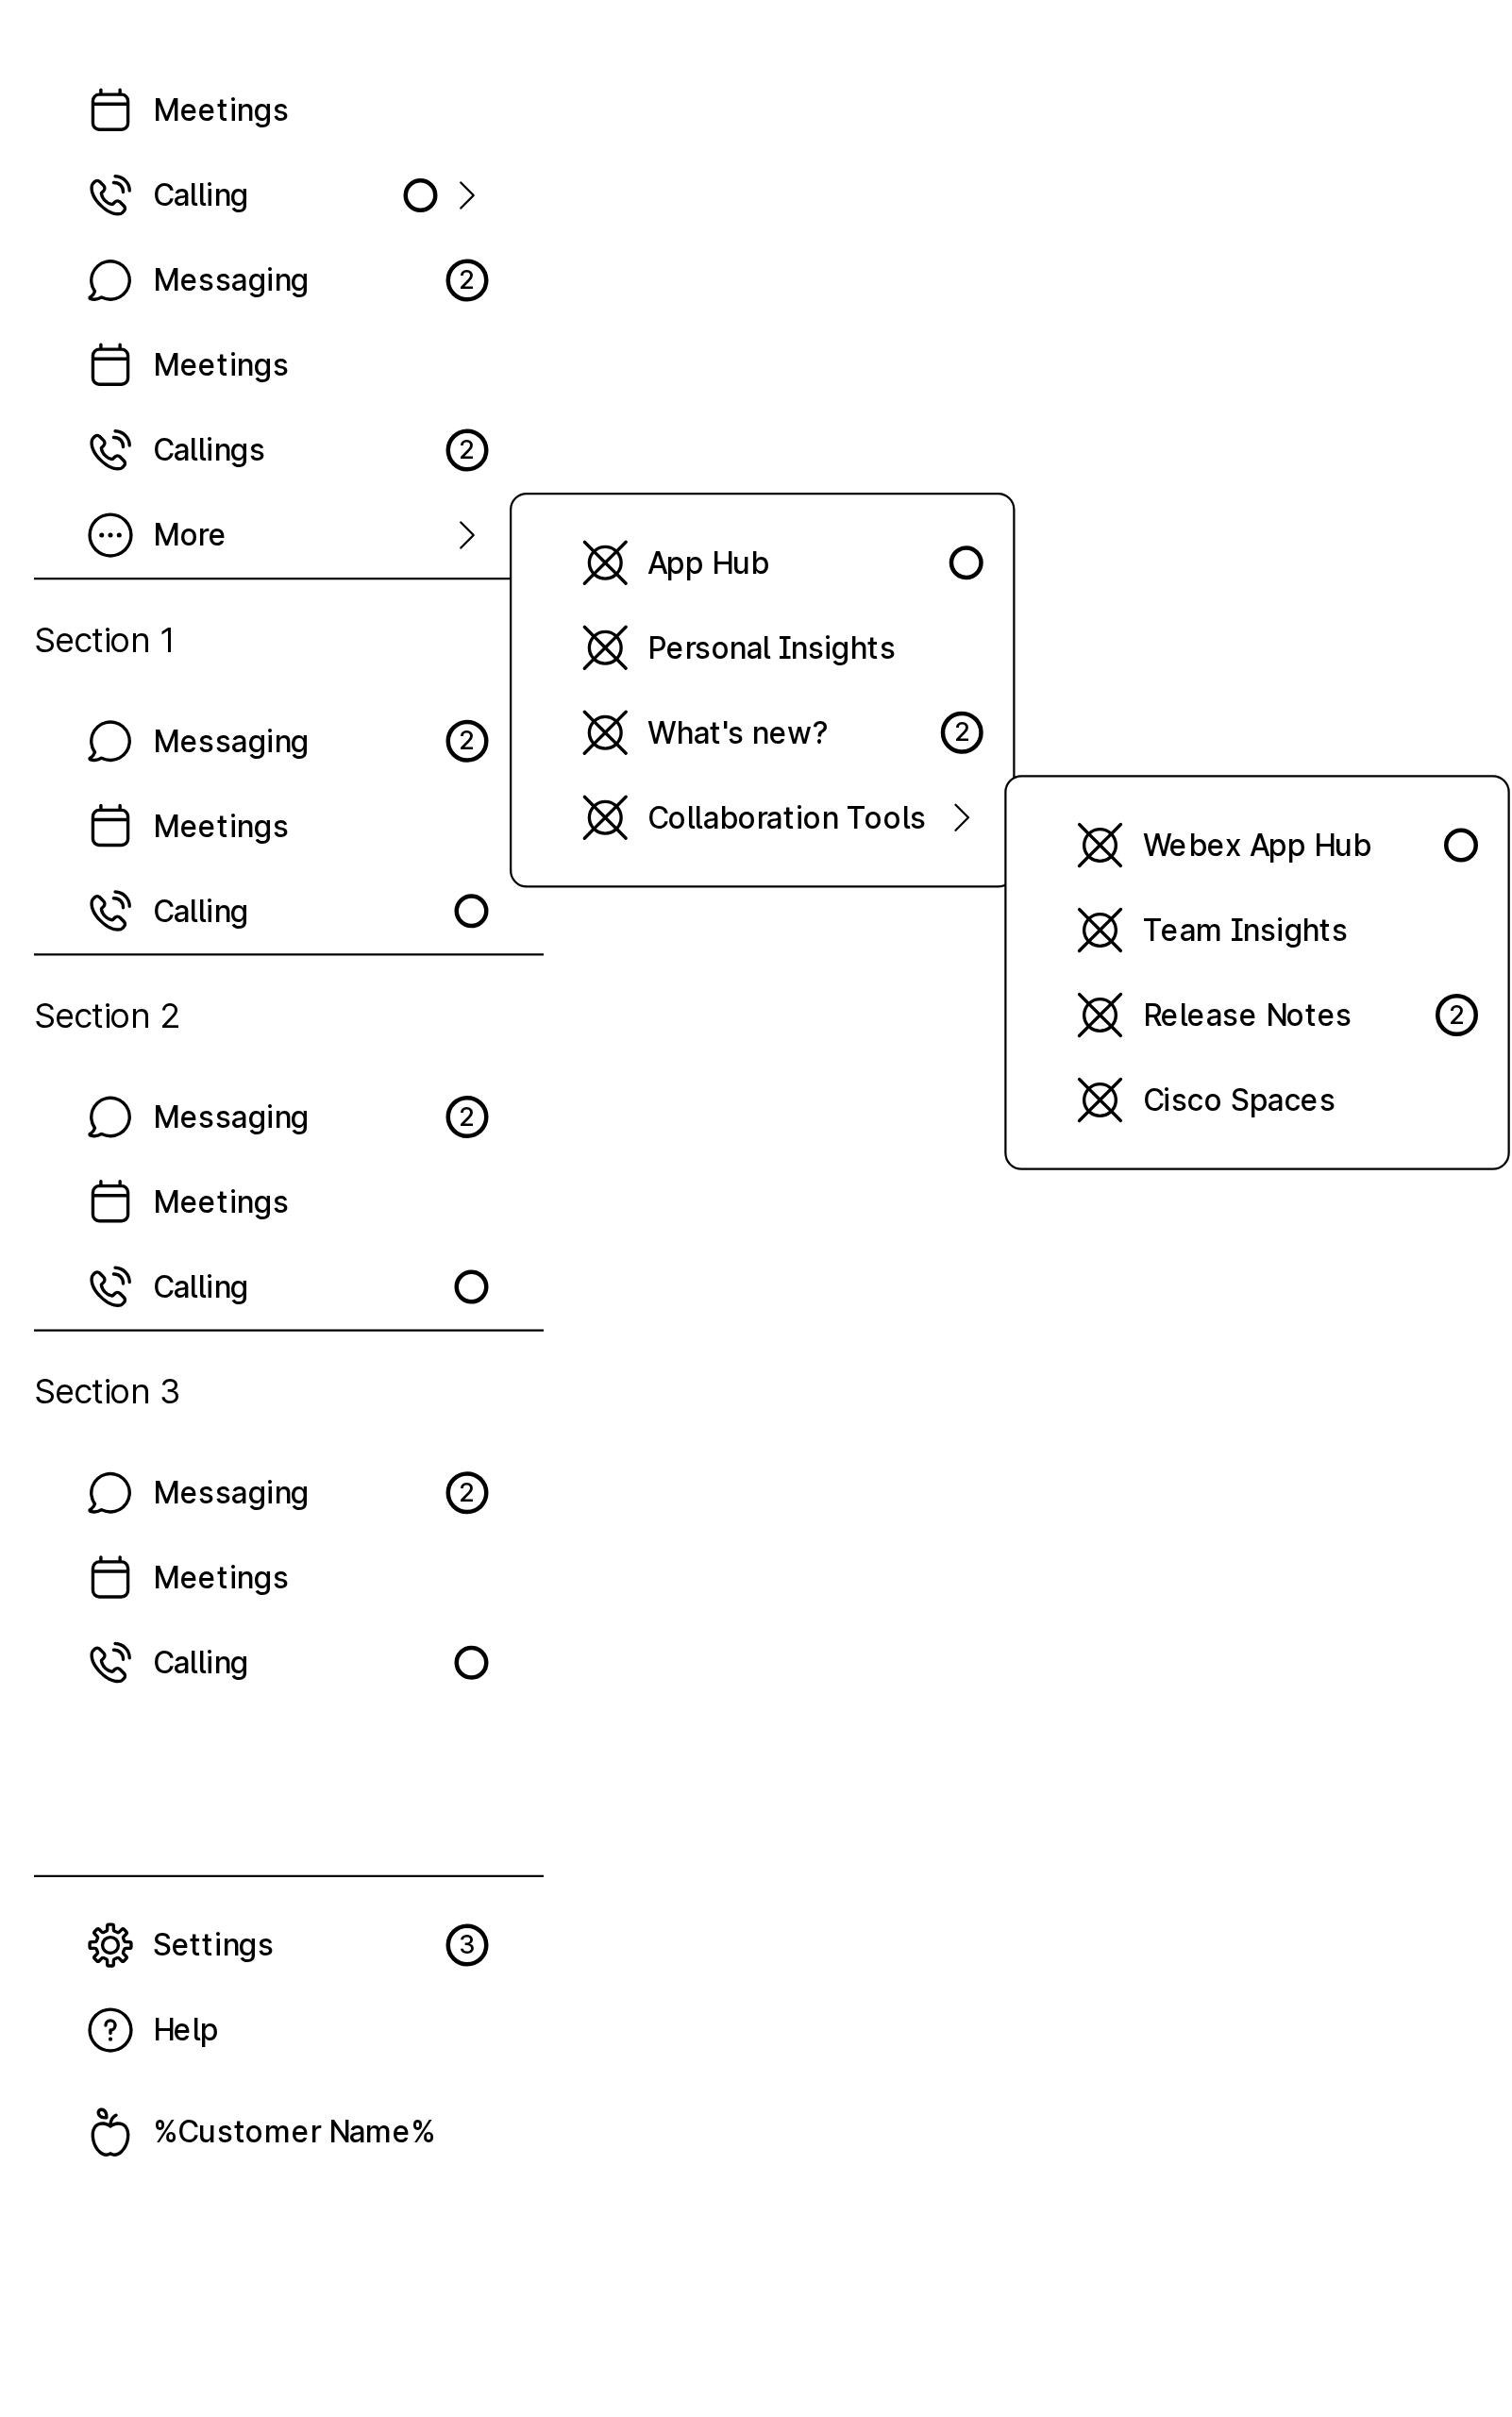 Meetings
Calling
Messaging 2
Meetings
Callings 2
More
App Hub
Personal Insights
What's new? 2
Collaboration Tools
Webex App Hub
Team Insights
Release Notes 2
Cisco Spaces
Section 1
Messaging 2
Meetings
Calling
Section 2
Messaging 2
Meetings
Calling
Section 3
Messaging 2
Meetings
Calling
Settings 3
Help
%Customer Name%